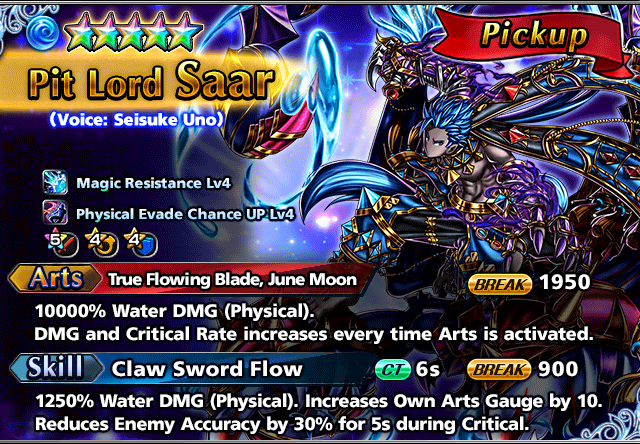 Pickup
Pit Lord Saar
(Voice: Seisuke Uno)
Magic Resistance Lv4
Physical Evade Chance UP Lv4
5 4 4
Arts True Flowing Blade, June Moon BREAK 1950
10000% Water DMG (Physical).
DMG and Critical Rate increases every time Arts is activated.
Skill Claw Sword Flow CT 6s BREAK 900
1250% Water DMG (Physical). Increases Own Arts Gauge by 10.
Reduces Enemy Accuracy by 30% for 5s during Critical.